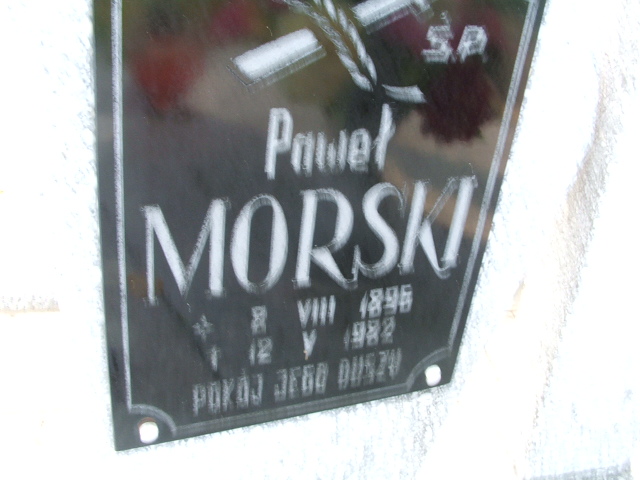 Ś.P.
Paweł
MORSKI
* 8 VIII 1896
† 12 V 1982
POKÓJ JEGO DUSZY